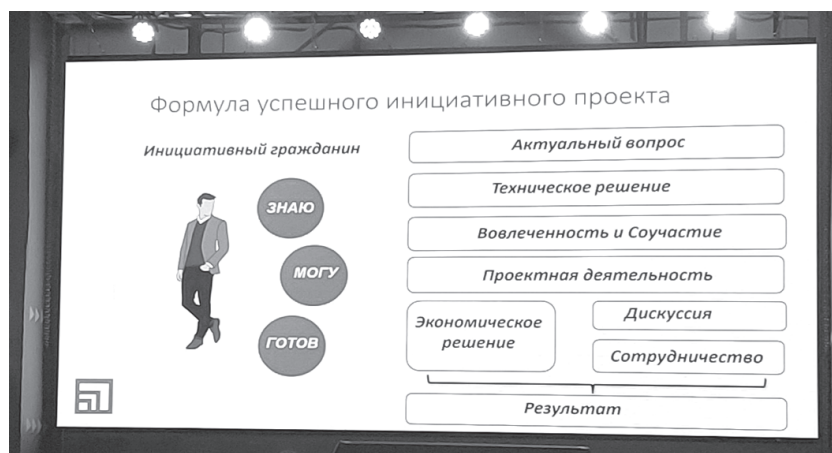 Формула успешного инициативного проекта
Инициативный гражданин
ЗНАЮ
МОГУ
ГОТОВ
Актуальный вопрос
Техническое решение
Вовлеченность и Соучастие
Проектная деятельность
Экономическое
решение
Дискуссия
Сотрудничество
Результат